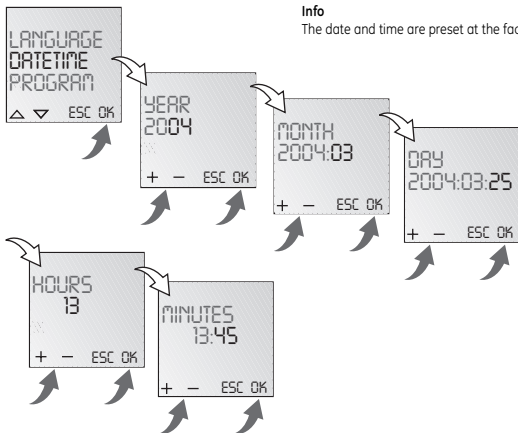 Info
The date and time are preset at the fac
LANGUAGE
DATETIME
PROGRAM
ESC OK
YEAR
2004
+ − ESC OK
MONTH
2004:03
+ − ESC OK
DAY
2004:03:25
+ − ESC OK
HOURS
13
+ − ESC OK
MINUTES
13:45
+ − ESC OK